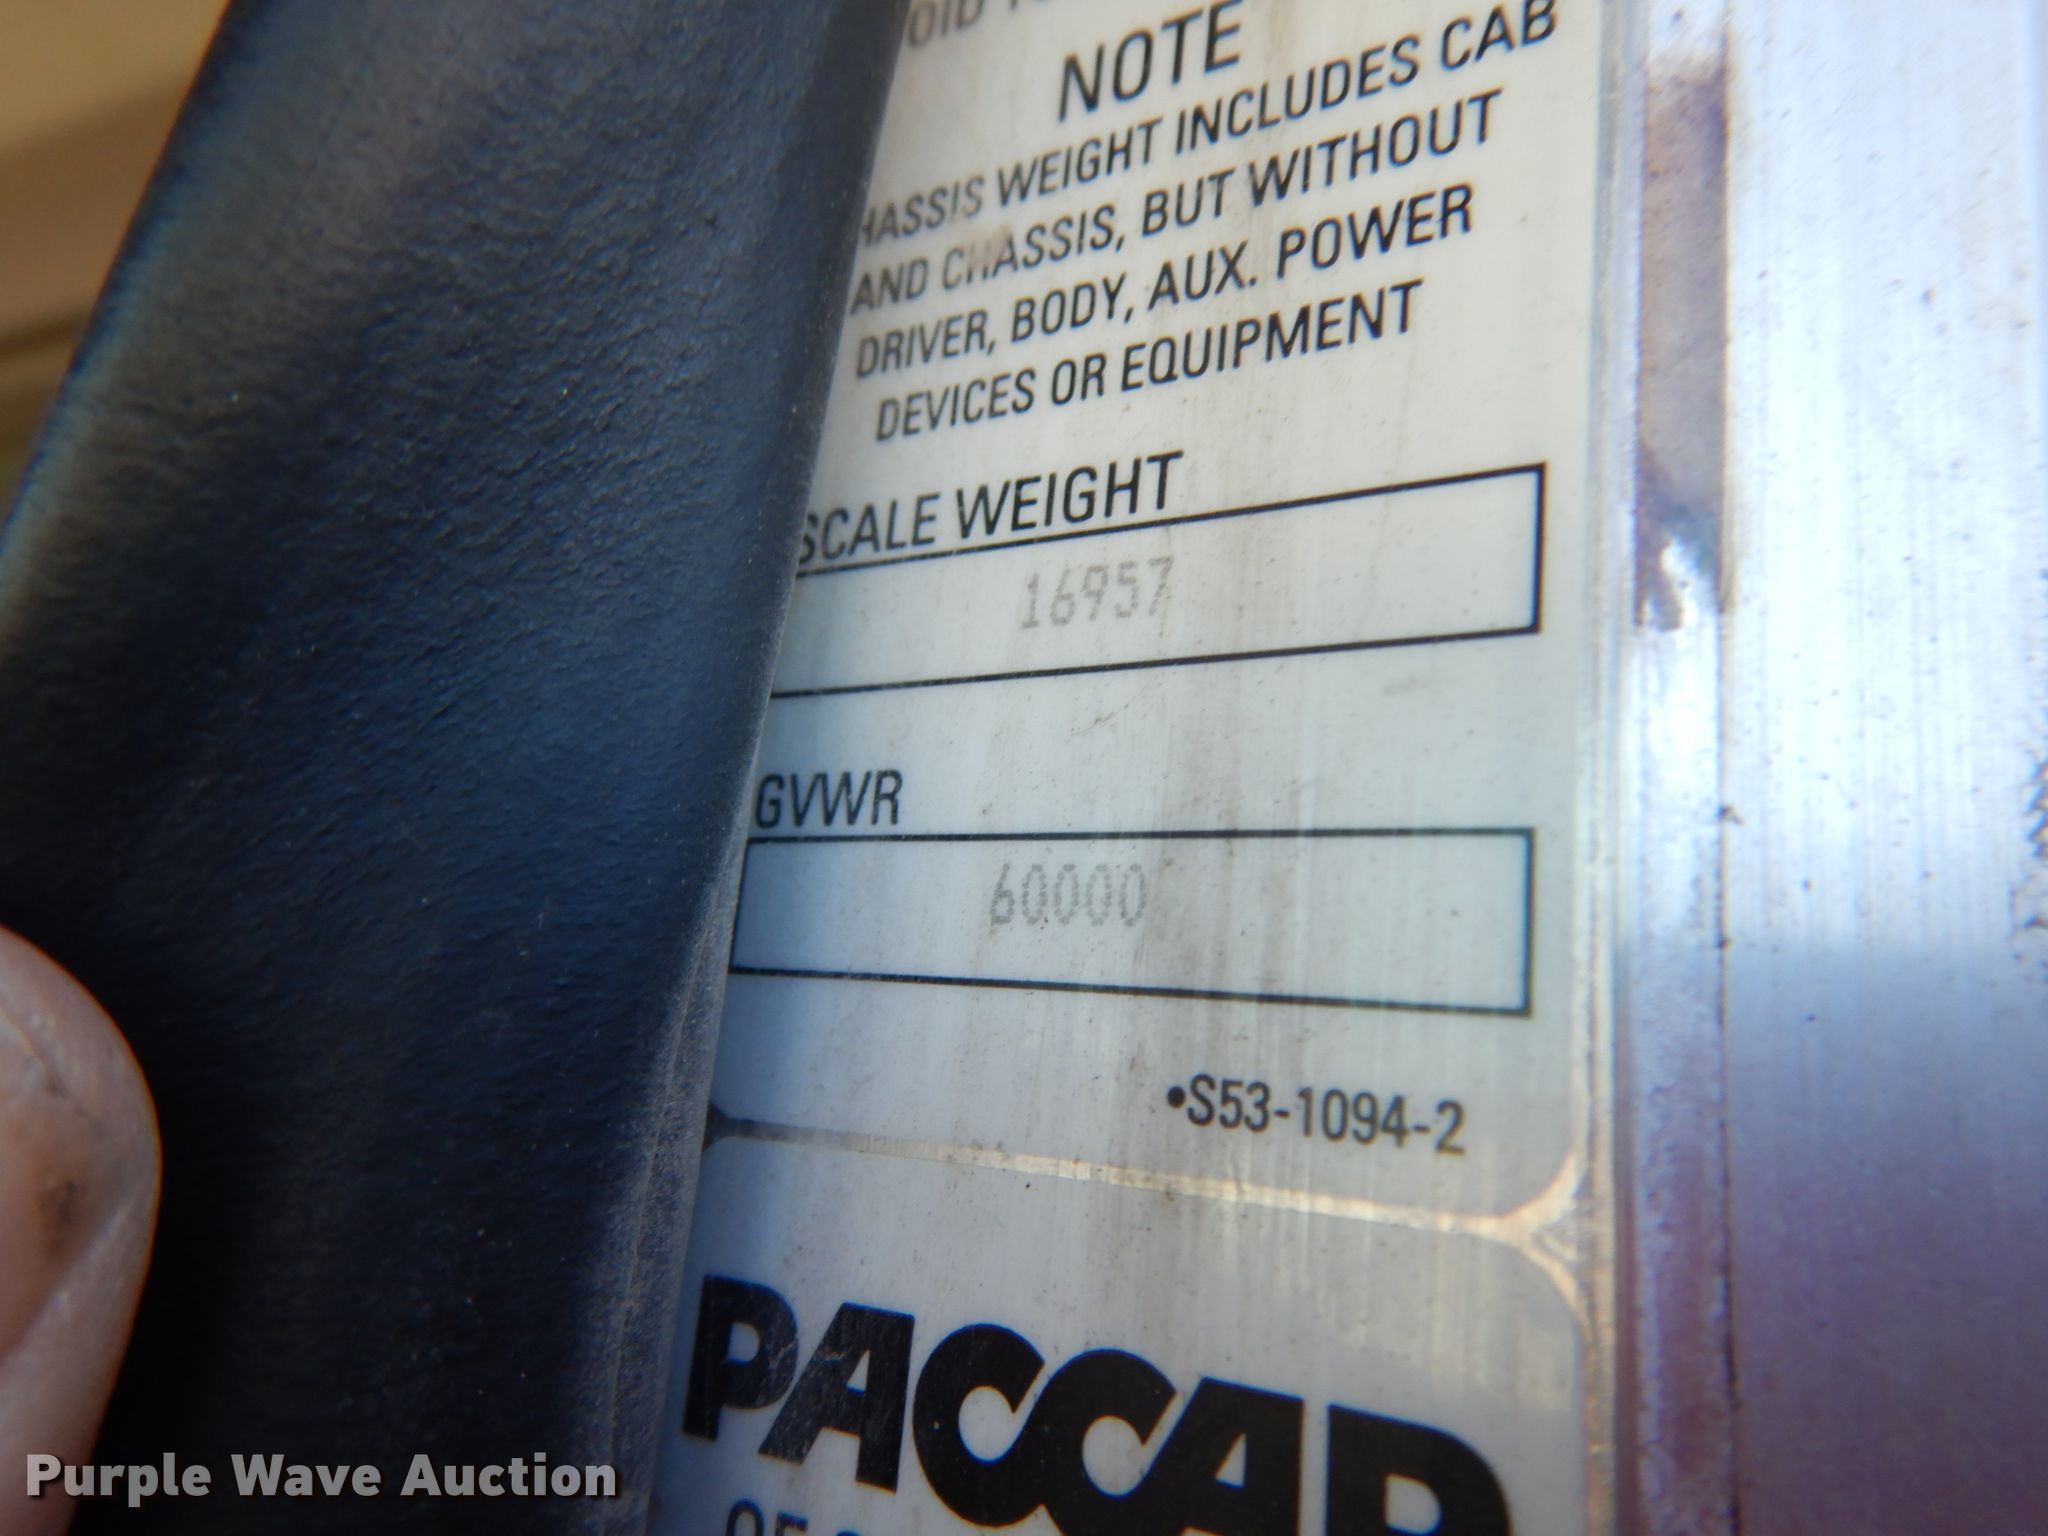 NOTE
CHASSIS WEIGHT INCLUDES CAB
AND CHASSIS, BUT WITHOUT
DRIVER, BODY, AUX. POWER
DEVICES OR EQUIPMENT
SCALE WEIGHT
16957
GVWR
60000
•S53-1094-2
PACCAR
Purple Wave Auction